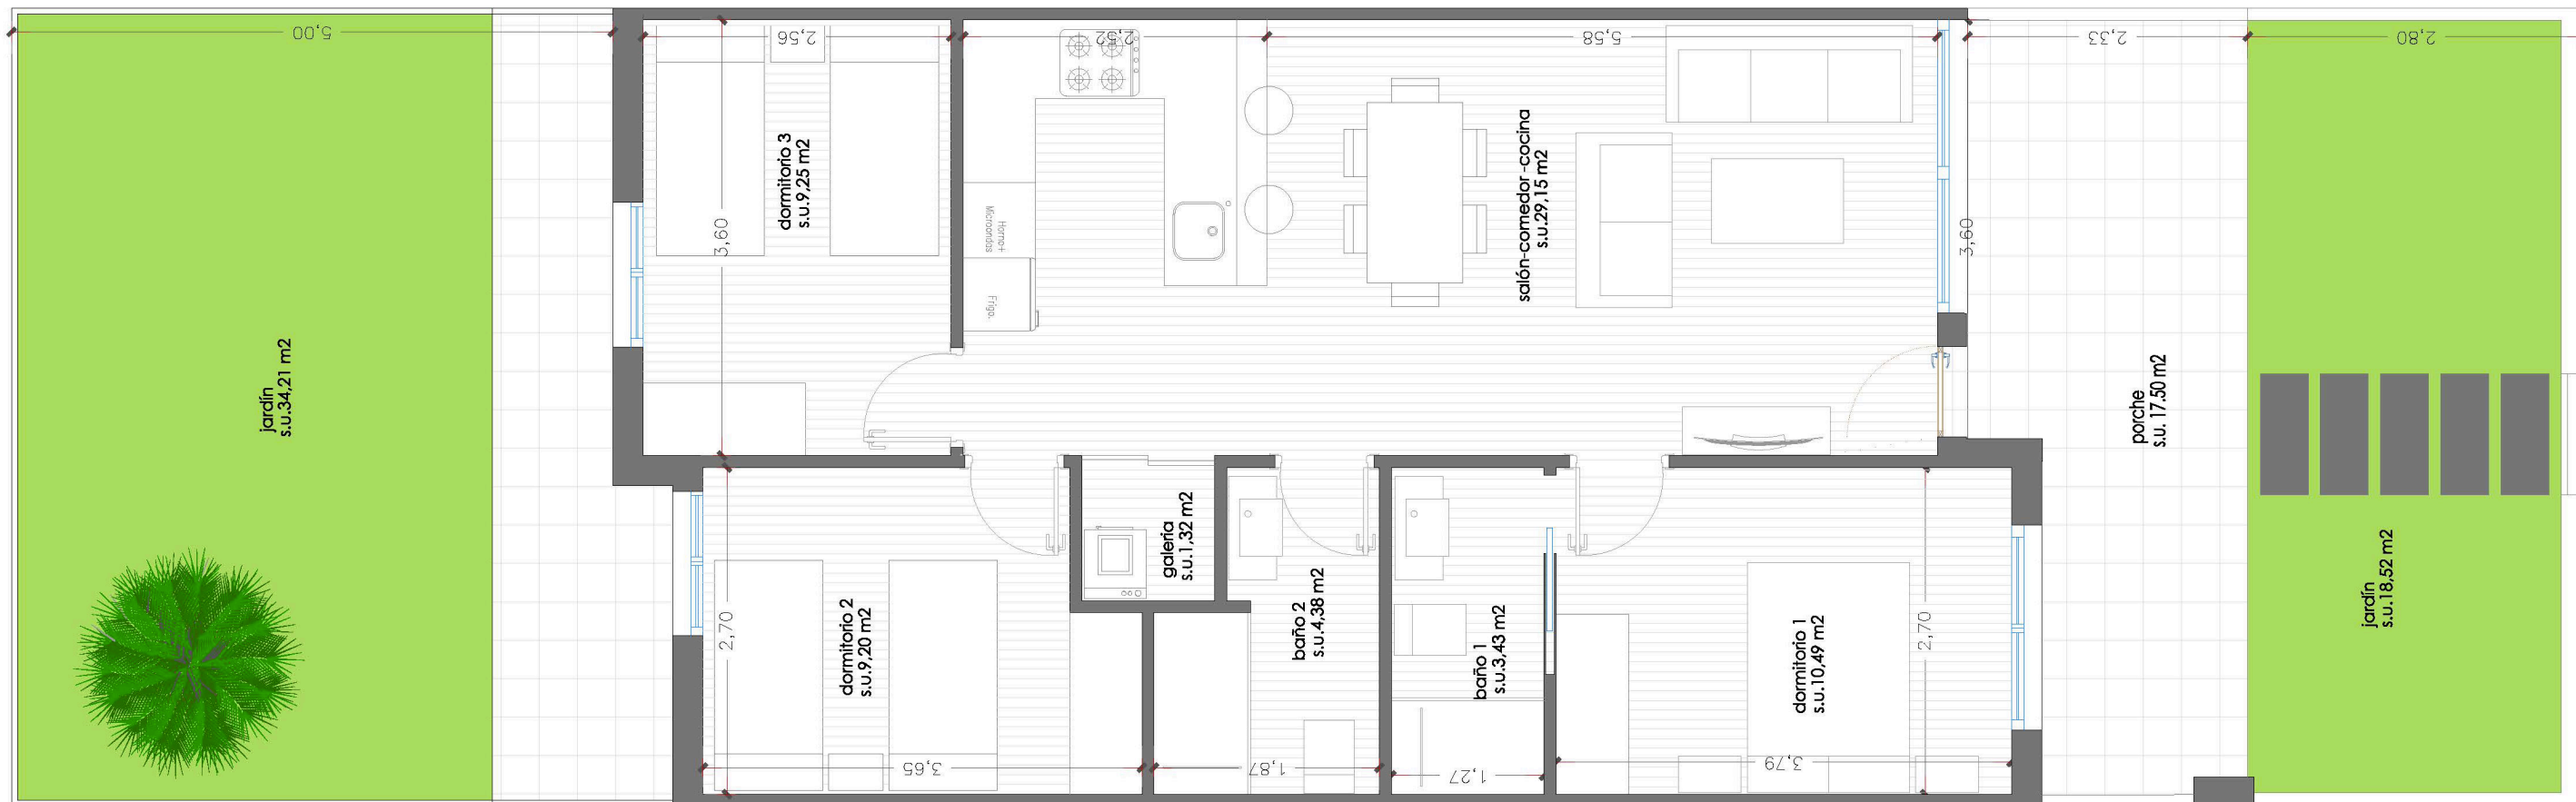 5,00
2,56
2,52
5,58
2,33
2,80
dormitorio 3
s.u.9,25 m2
3,60
Horno+
Microondas
Frigo.
salón-comedor-cocina
s.u.29,15 m2
3,60
jardín
s.u.34,21 m2
porche
s.u. 17.50 m2
galeria
s.u.1,32 m2
dormitorio 2
s.u.9,20 m2
2,70
baño 2
s.u.4,38 m2
baño 1
s.u.3,43 m2
dormitorio 1
s.u.10,49 m2
2,70
jardín
s.u.18,52 m2
3,65
1,87
1,27
3,79